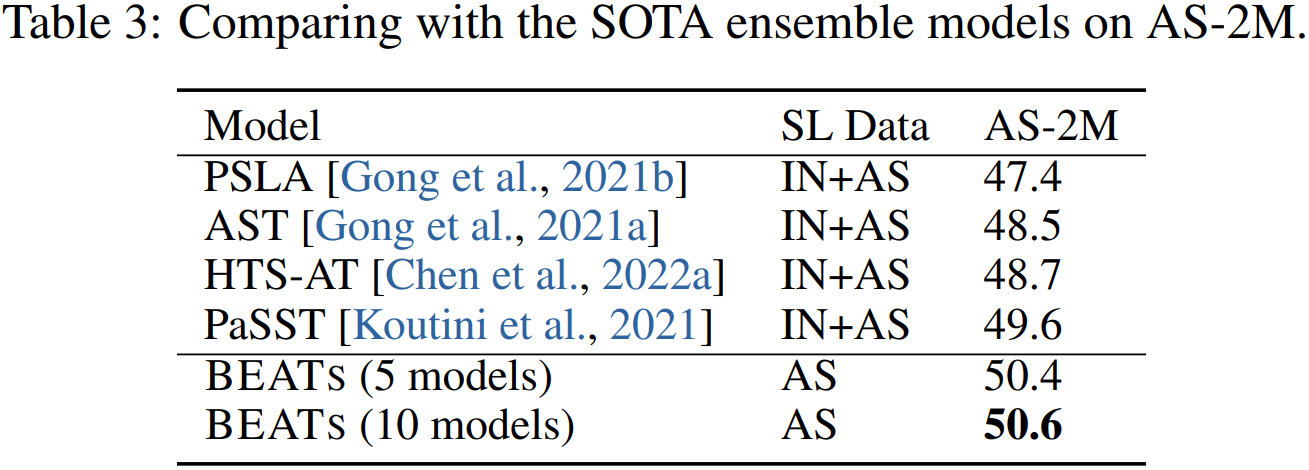 Table 3: Comparing with the SOTA ensemble models on AS-2M.
Model SL Data AS-2M
PSLA [Gong et al., 2021b] IN+AS 47.4
AST [Gong et al., 2021a] IN+AS 48.5
HTS-AT [Chen et al., 2022a] IN+AS 48.7
PaSST [Koutini et al., 2021] IN+AS 49.6
BEATS (5 models) AS 50.4
BEATS (10 models) AS 50.6